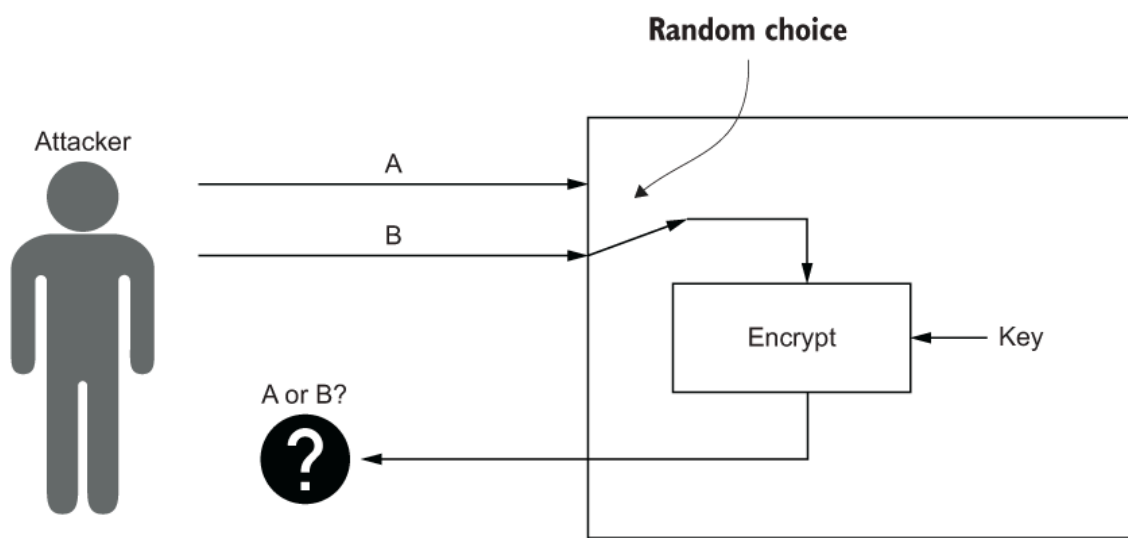 Random choice
Attacker
A
B
Encrypt
Key
A or B?
?